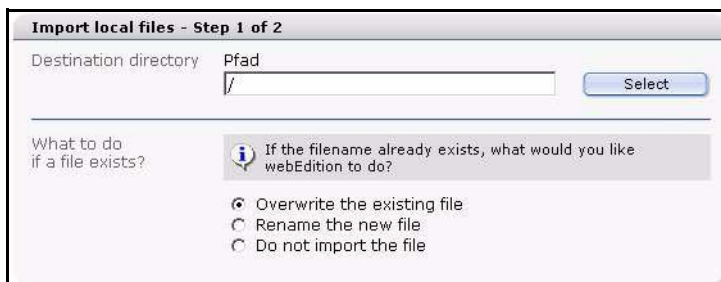 Import local files - Step 1 of 2
Destination directory
Pfad
/
Select
What to do
if a file exists?
If the filename already exists, what would you like
webEdition to do?
Overwrite the existing file
Rename the new file
Do not import the file